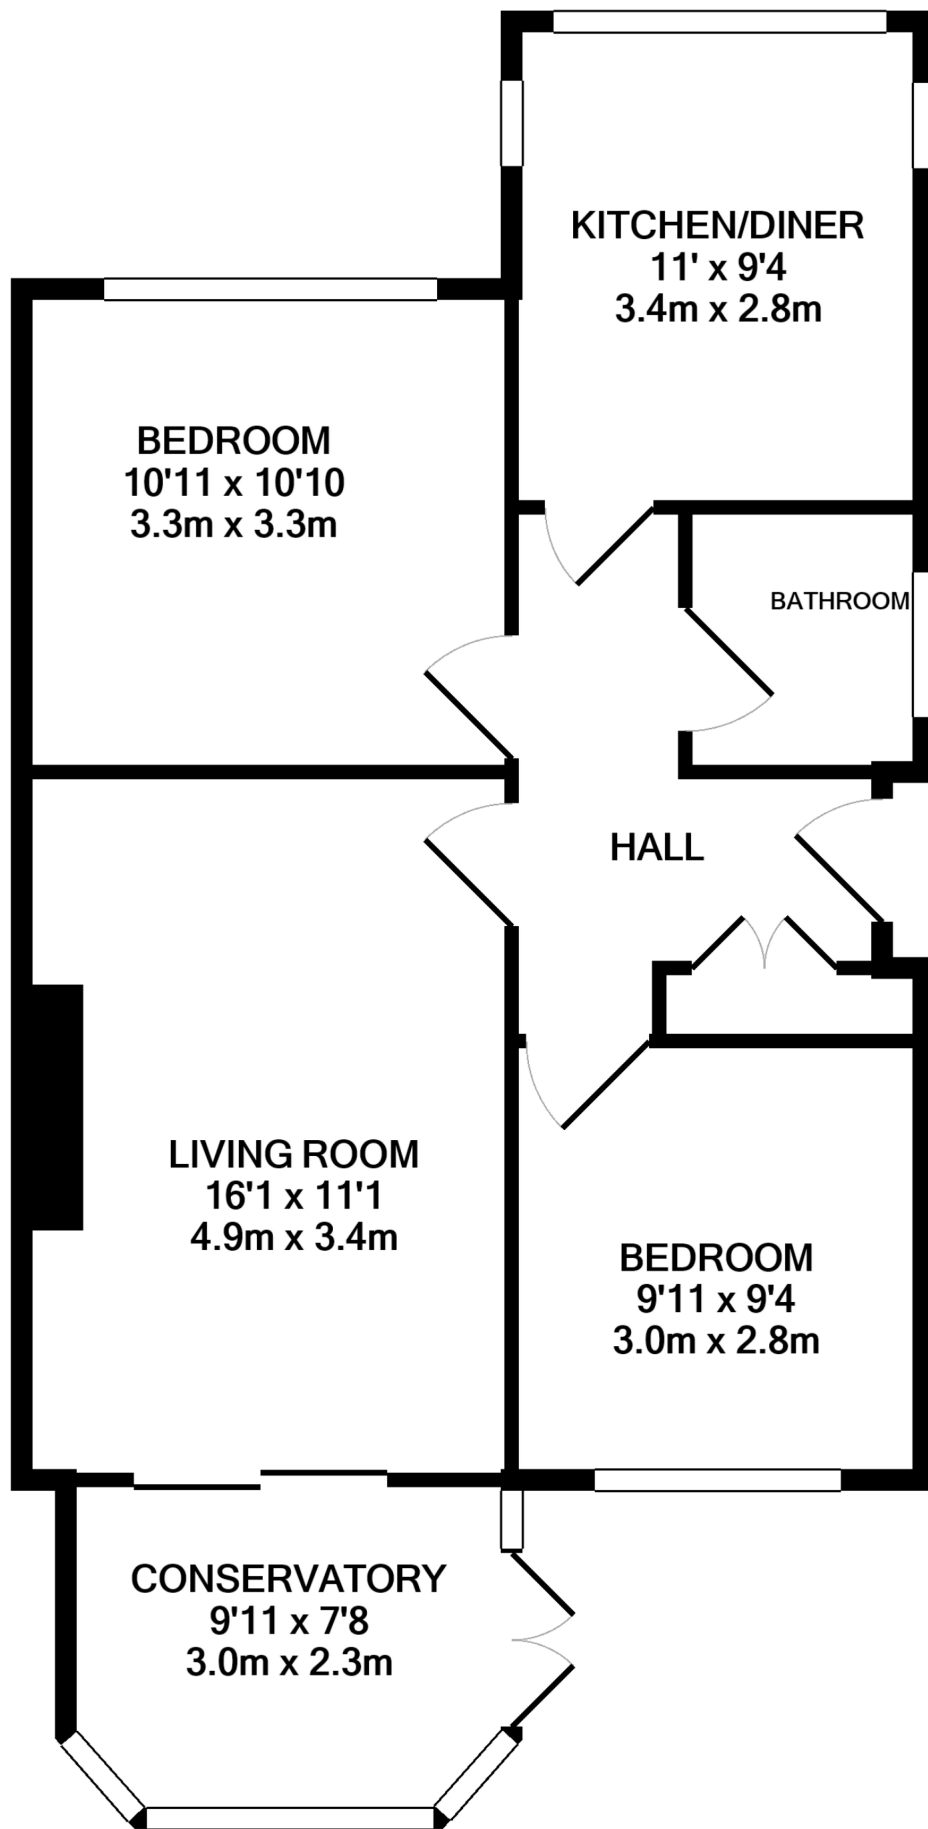 KITCHEN/DINER
11' x 9'4
3.4m x 2.8m
BEDROOM
10'11 x 10'10
3.3m x 3.3m
BATHROOM
HALL
LIVING ROOM
16'1 x 11'1
4.9m x 3.4m
BEDROOM
9'11 x 9'4
3.0m x 2.8m
CONSERVATORY
9'11 x 7'8
3.0m x 2.3m